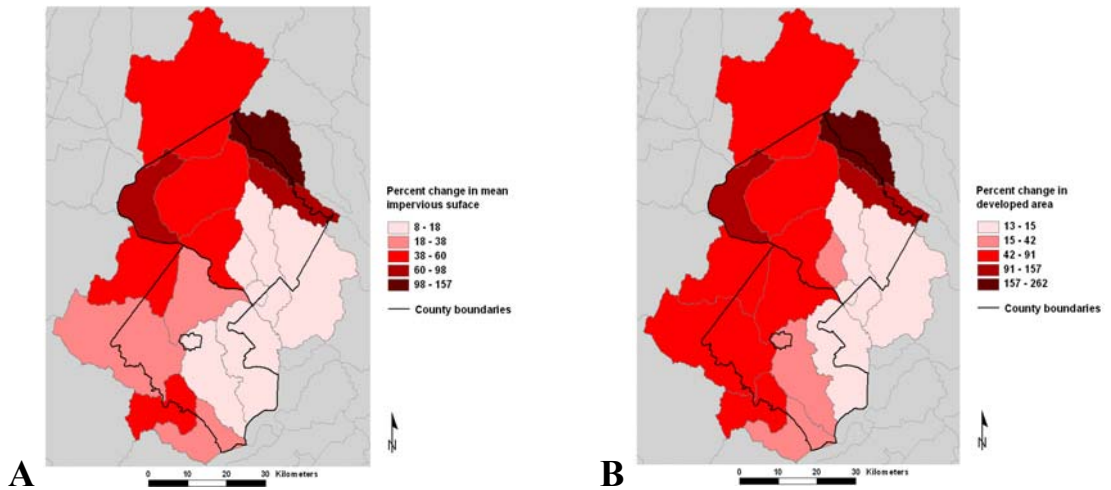 Percent change in mean
impervious suface
8 - 18
18 - 38
38 - 60
60 - 98
98 - 157
County boundaries
N
0 10 20 30 Kilometers
A
Percent change in
developed area
13 - 15
15 - 42
42 - 91
91 - 157
157 - 262
County boundaries
N
0 10 20 30 Kilometers
B